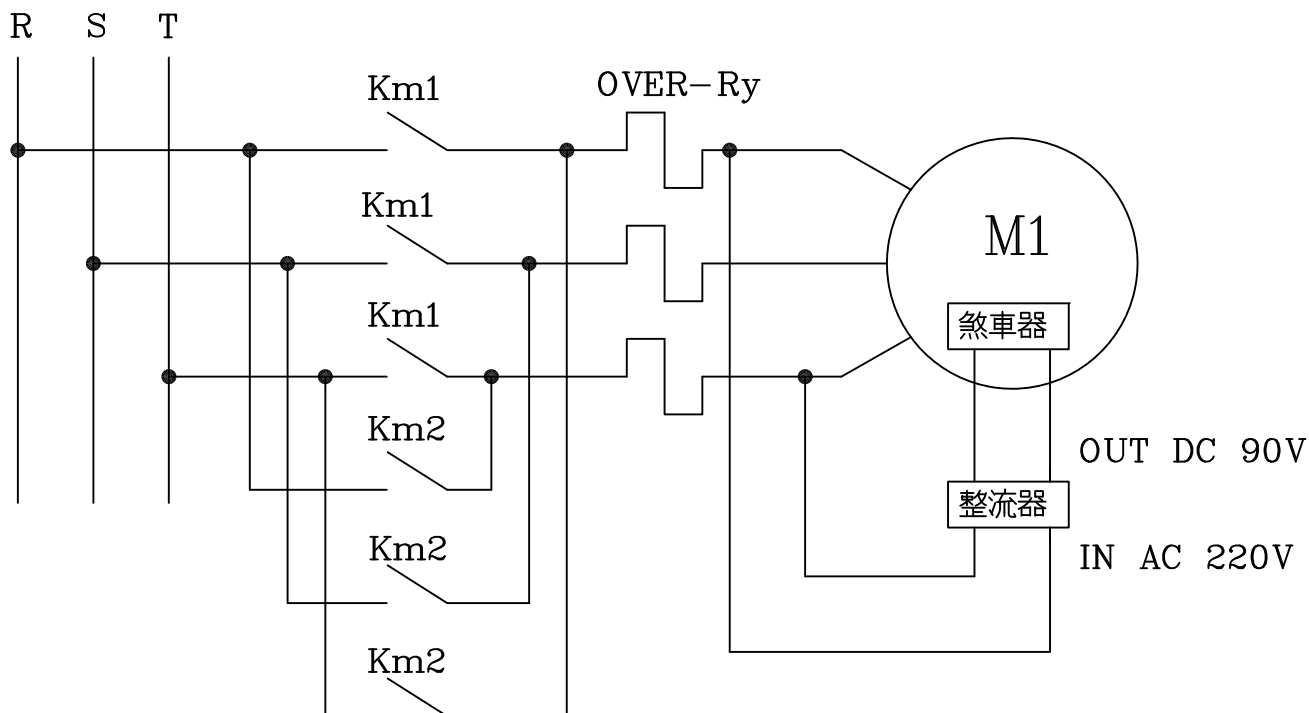 R S T
Km1
OVER-Ry
Km1
M1
Km1
煞車器
Km2
OUT DC 90V
整流器
Km2
IN AC 220V
Km2